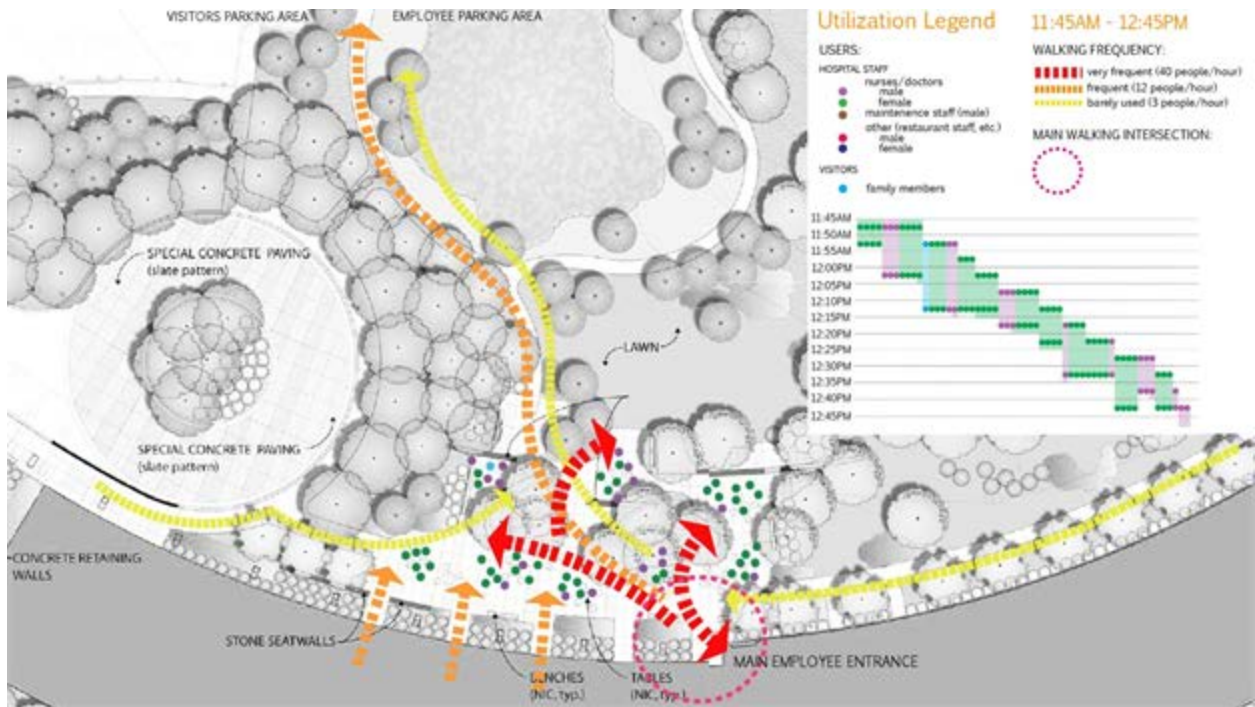 VISITORS PARKING AREA
EMPLOYEE PARKING AREA
Utilization Legend
11:45AM - 12:45PM
USERS:
HOSPITAL STAFF
nurses/doctors
male
female
maintenence staff (male)
other (restaurant staff, etc.)
male
female
VISITORS
family members
WALKING FREQUENCY:
very frequent (40 people/hour)
frequent (12 people/hour)
barely used (3 people/hour)
MAIN WALKING INTERSECTION:
11:45AM
11:50AM
11:55AM
12:00PM
12:05PM
12:10PM
12:15PM
12:20PM
12:25PM
12:30PM
12:35PM
12:40PM
12:45PM
SPECIAL CONCRETE PAVING
(slate pattern)
LAWN
SPECIAL CONCRETE PAVING
(slate pattern)
CONCRETE RETAINING
WALLS
STONE SEATWALLS
BENCHES
(NIC, typ.)
TABLES
(NIC, typ.)
MAIN EMPLOYEE ENTRANCE